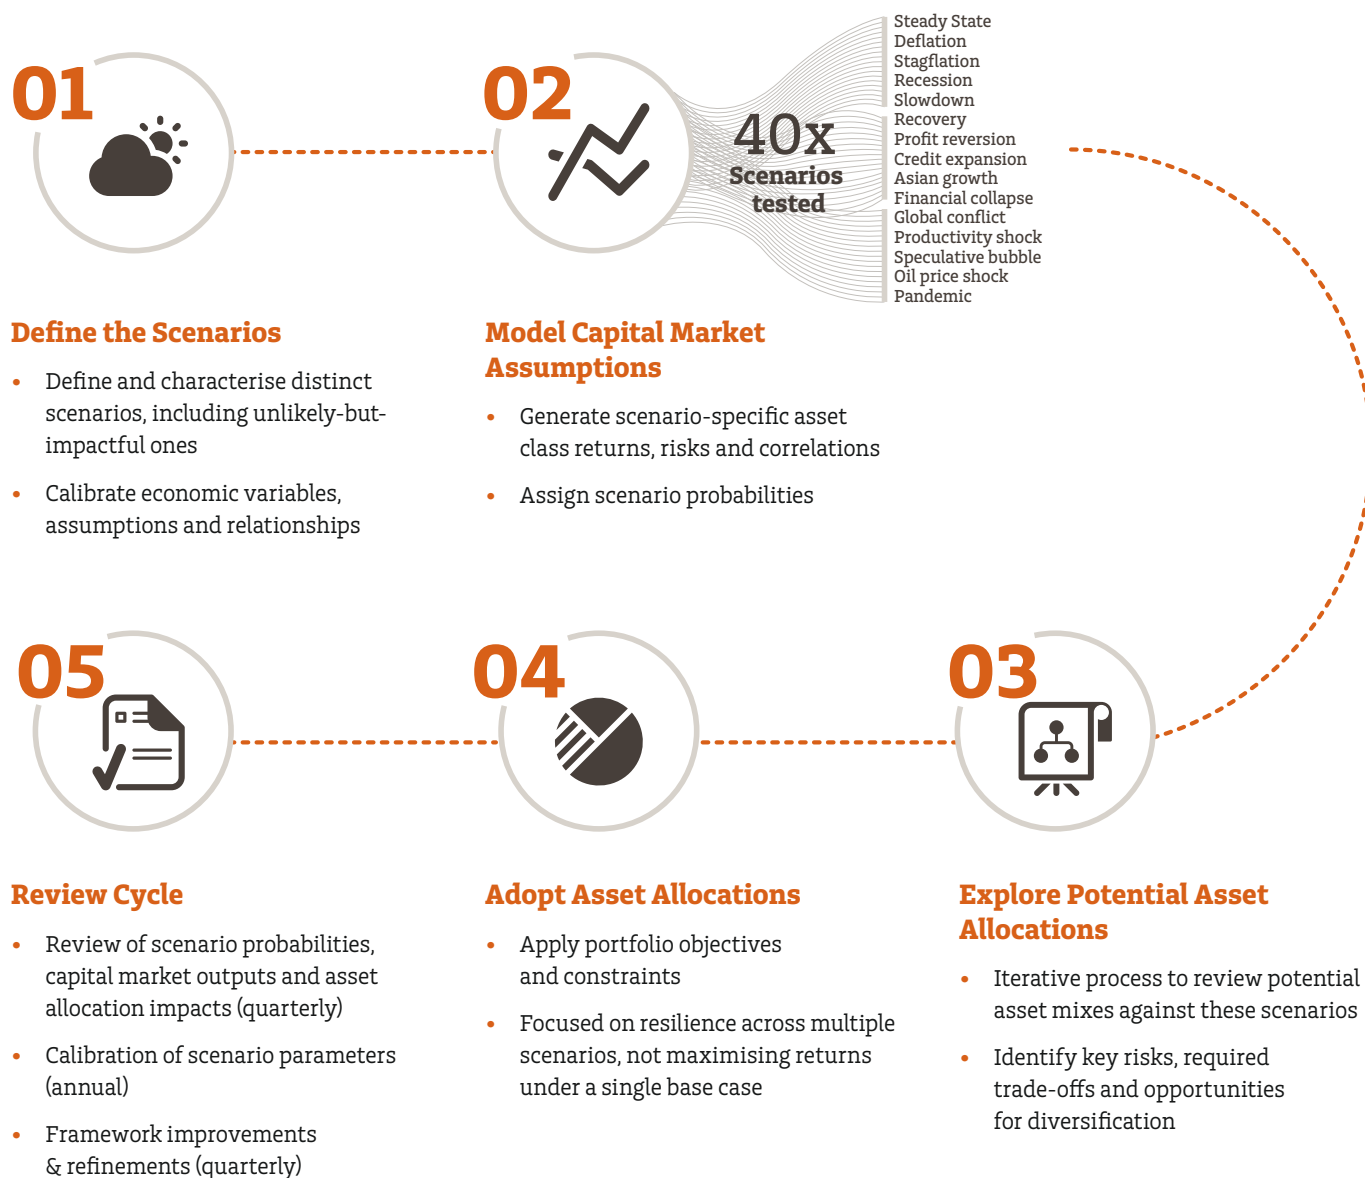 01
02
40x
Scenarios
tested
Steady State
Deflation
Stagflation
Recession
Slowdown
Recovery
Profit reversion
Credit expansion
Asian growth
Financial collapse
Global conflict
Productivity shock
Speculative bubble
Oil price shock
Pandemic
Define the Scenarios
• Define and characterise distinct
scenarios, including unlikely-but-
impactful ones
• Calibrate economic variables,
assumptions and relationships
Model Capital Market
Assumptions
• Generate scenario-specific asset
class returns, risks and correlations
• Assign scenario probabilities
03
Explore Potential Asset
Allocations
• Iterative process to review potential
asset mixes against these scenarios
• Identify key risks, required
trade-offs and opportunities
for diversification
04
Adopt Asset Allocations
• Apply portfolio objectives
and constraints
• Focused on resilience across multiple
scenarios, not maximising returns
under a single base case
05
Review Cycle
• Review of scenario probabilities,
capital market outputs and asset
allocation impacts (quarterly)
• Calibration of scenario parameters
(annual)
• Framework improvements
& refinements (quarterly)